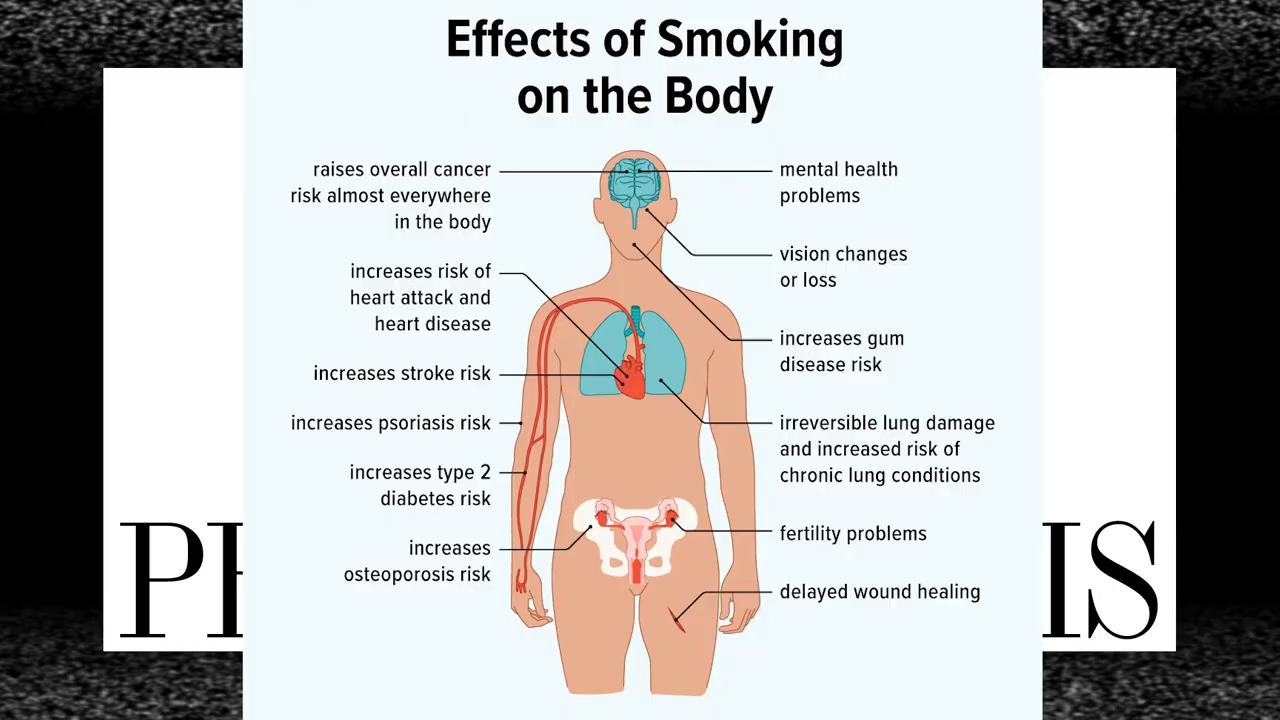 Effects of Smoking
on the Body
raises overall cancer
risk almost everywhere
in the body
increases risk of
heart attack and
heart disease
increases stroke risk
increases psoriasis risk
increases type 2
diabetes risk
increases
osteoporosis risk
mental health
problems
vision changes
or loss
increases gum
disease risk
irreversible lung damage
and increased risk of
chronic lung conditions
fertility problems
delayed wound healing